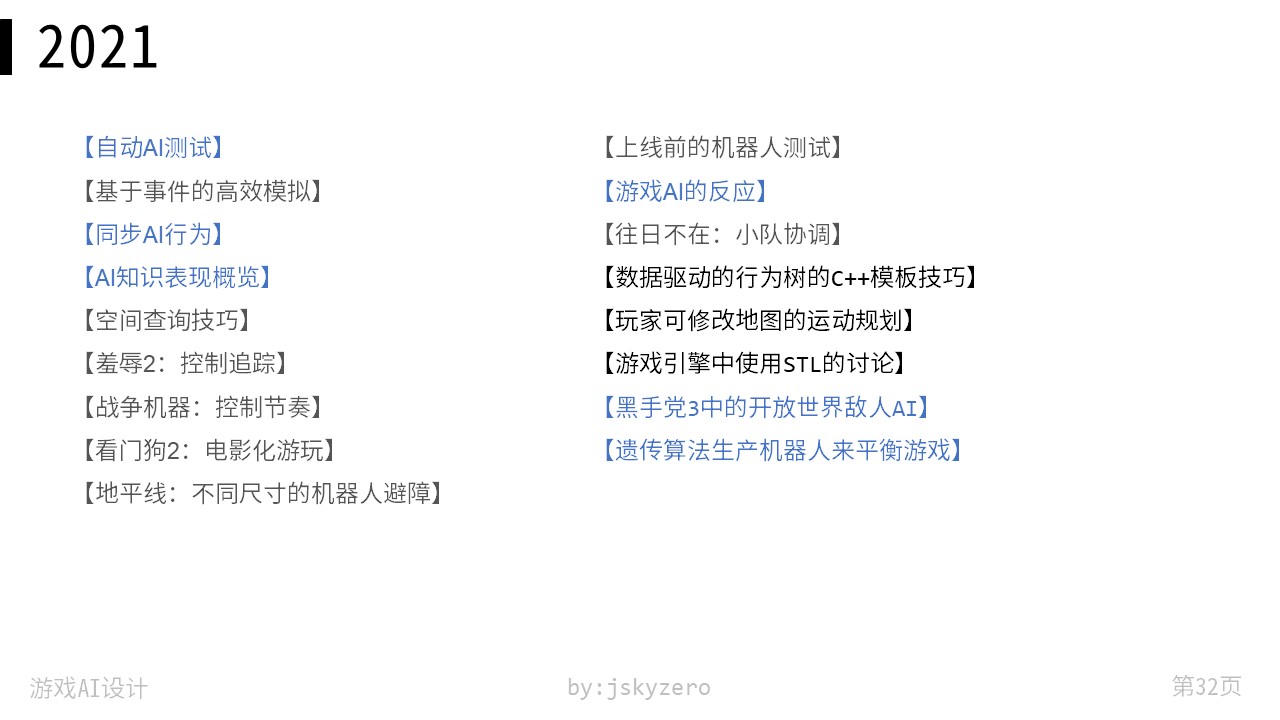 2021
【自动AI测试】
【基于事件的高效模拟】
【同步AI行为】
【AI知识表现概览】
【空间查询技巧】
【羞辱2：控制追踪】
【战争机器：控制节奏】
【看门狗2：电影化游玩】
【地平线：不同尺寸的机器人避障】
【上线前的机器人测试】
【游戏AI的反应】
【往日不在：小队协调】
【数据驱动的行为树的C++模板技巧】
【玩家可修改地图的运动规划】
【游戏引擎中使用STL的讨论】
【黑手党3中的开放世界敌人AI】
【遗传算法生产机器人来平衡游戏】
游戏AI设计
by:jskyzero
第32页